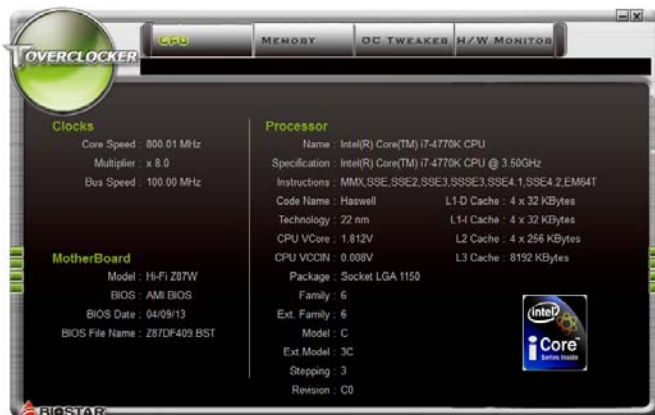 TOVERCLOCKER
CPU
MEMORY
OC TWEAKER
H/W MONITOR
Clocks
Core Speed : 800.01 MHz
Multiplier : x 8.0
Bus Speed : 100.00 MHz
MotherBoard
Model : Hi-Fi Z87W
BIOS : AMI BIOS
BIOS Date : 04/09/13
BIOS File Name : Z87DF409.BST
Processor
Name : Intel(R) Core(TM) i7-4770K CPU
Specification : Intel(R) Core(TM) i7-4770K CPU @ 3.50GHz
Instructions : MMX,SSE,SSE2,SSE3,SSSE3,SSE4.1,SSE4.2,EM64T
Code Name : Haswell
L1-D Cache : 4 x 32 KBytes
Technology : 22 nm
L1-I Cache : 4 x 32 KBytes
CPU VCore : 1.812V
L2 Cache : 4 x 256 KBytes
CPU VCCIN : 0.008V
L3 Cache : 8192 KBytes
Package : Socket LGA 1150
Family : 6
Ext. Family : 6
Model : C
Ext.Model : 3C
Stepping : 3
Revision : C0
intel
Core™
Series Inside
BIOSTAR